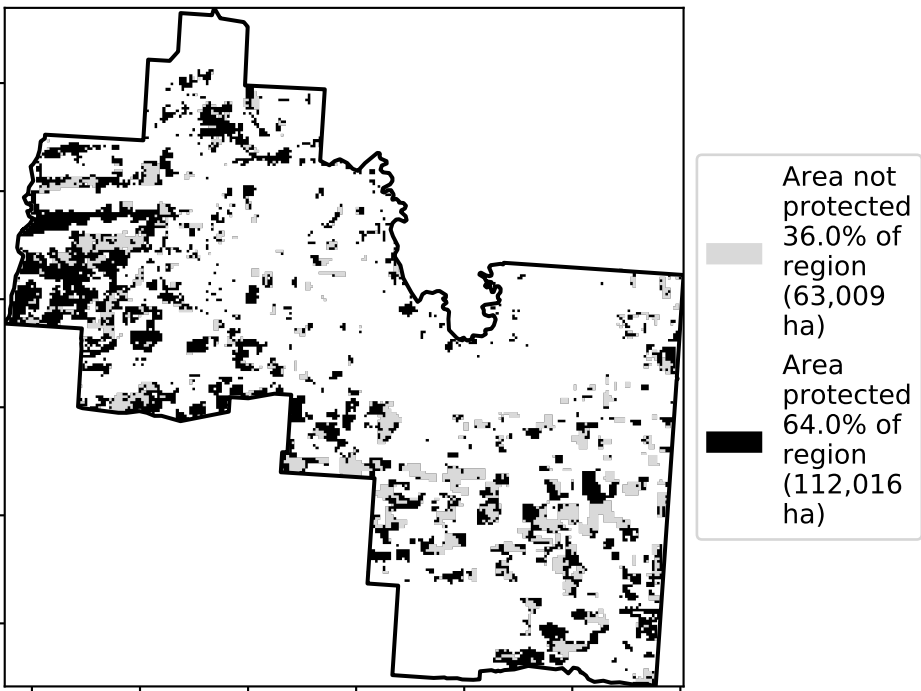 Area not
protected
36.0% of
region
(63,009
ha)
Area
protected
64.0% of
region
(112,016
ha)